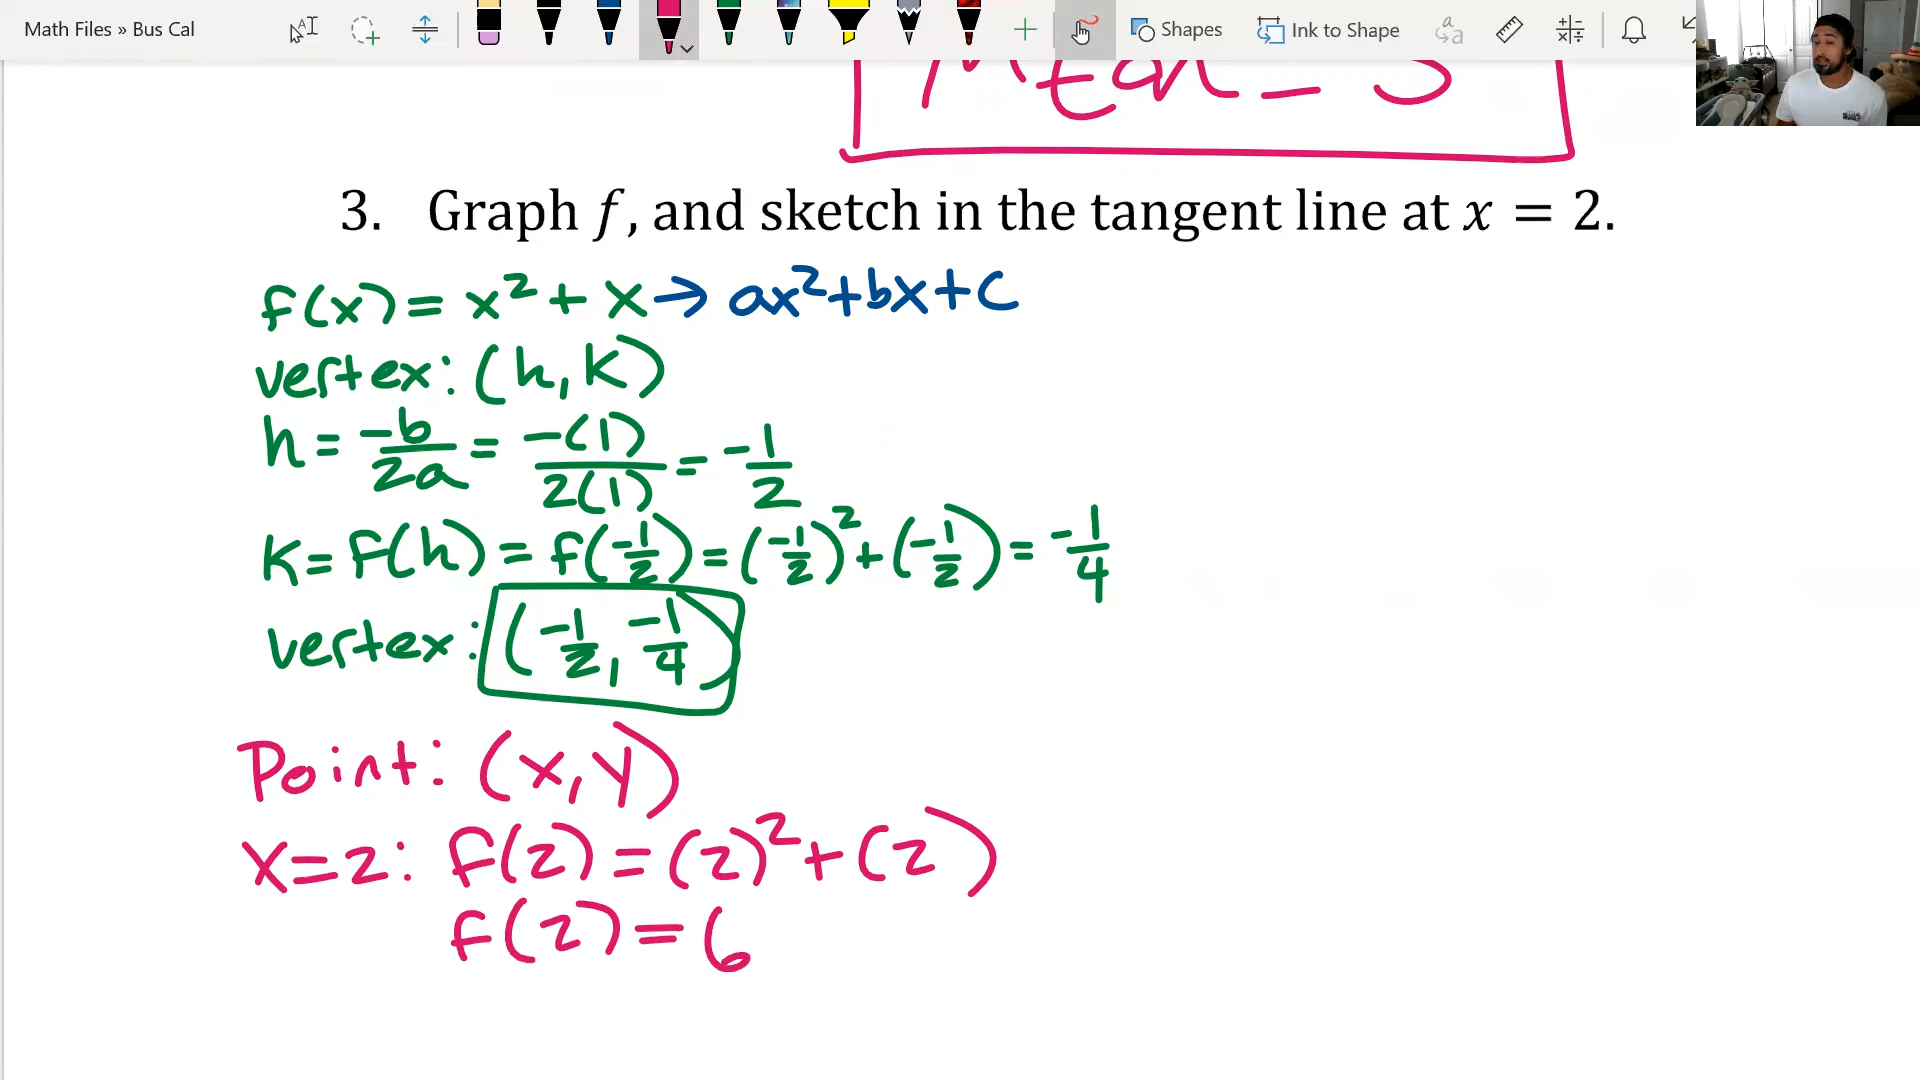 Math Files » Bus Cal
Shapes
Ink to Shape
m tan = 5
3. Graph f, and sketch in the tangent line at x = 2.
f(x) = x² + x → ax²+bx+c
vertex: (h, k)
h = -b/2a = -(1)/2(1) = -1/2
k = f(h) = f(-1/2) = (-1/2)² + (-1/2) = -1/4
vertex: (-1/2, -1/4)
Point: (x, y)
x=2: f(2) = (2)² + (2)
f(2) = 6